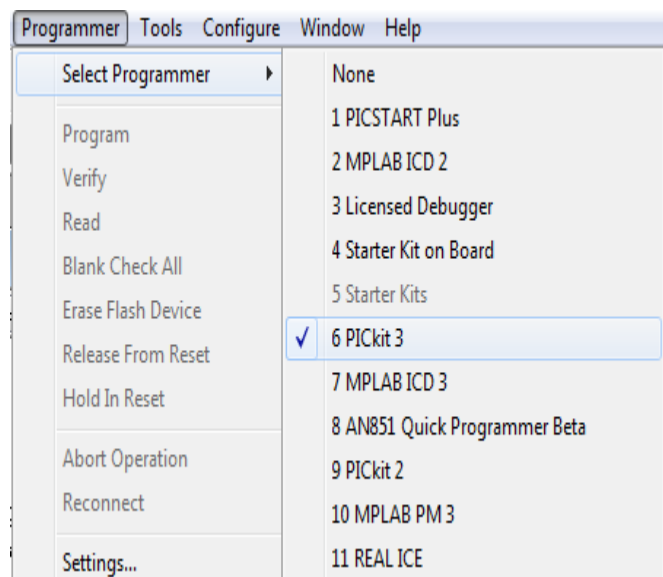 Programmer Tools Configure Window Help
Select Programmer
Program
Verify
Read
Blank Check All
Erase Flash Device
Release From Reset
Hold In Reset
Abort Operation
Reconnect
Settings...
None
1 PICSTART Plus
2 MPLAB ICD 2
3 Licensed Debugger
4 Starter Kit on Board
5 Starter Kits
6 PICkit 3
7 MPLAB ICD 3
8 AN851 Quick Programmer Beta
9 PICkit 2
10 MPLAB PM 3
11 REAL ICE